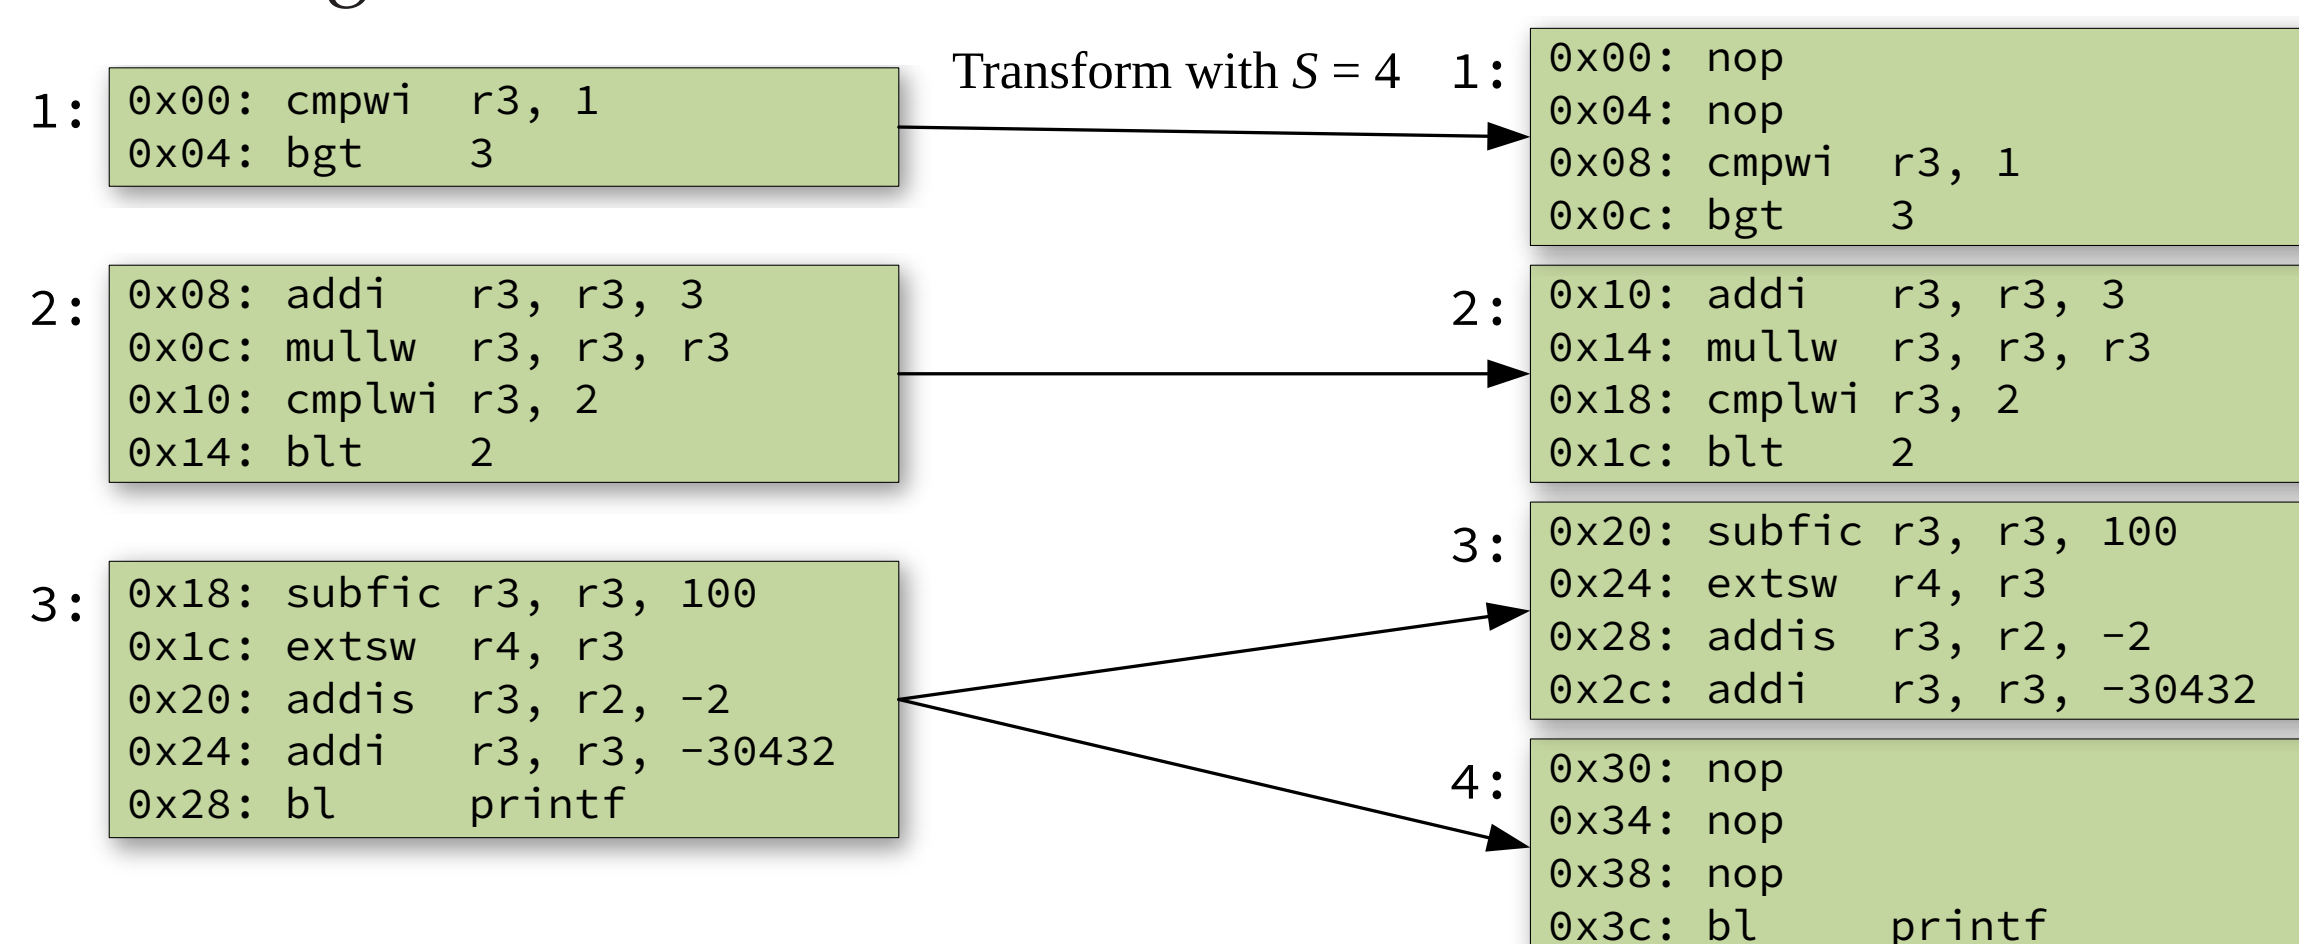 Transform with S = 4
1:
0x00: cmpwi r3, 1
0x04: bgt 3
2:
0x08: addi r3, r3, 3
0x0c: mullw r3, r3, r3
0x10: cmplwi r3, 2
0x14: blt 2
3:
0x18: subfic r3, r3, 100
0x1c: extsw r4, r3
0x20: addis r3, r2, -2
0x24: addi r3, r3, -30432
0x28: bl printf
1:
0x00: nop
0x04: nop
0x08: cmpwi r3, 1
0x0c: bgt 3
2:
0x10: addi r3, r3, 3
0x14: mullw r3, r3, r3
0x18: cmplwi r3, 2
0x1c: blt 2
3:
0x20: subfic r3, r3, 100
0x24: extsw r4, r3
0x28: addis r3, r2, -2
0x2c: addi r3, r3, -30432
4:
0x30: nop
0x34: nop
0x38: nop
0x3c: bl printf